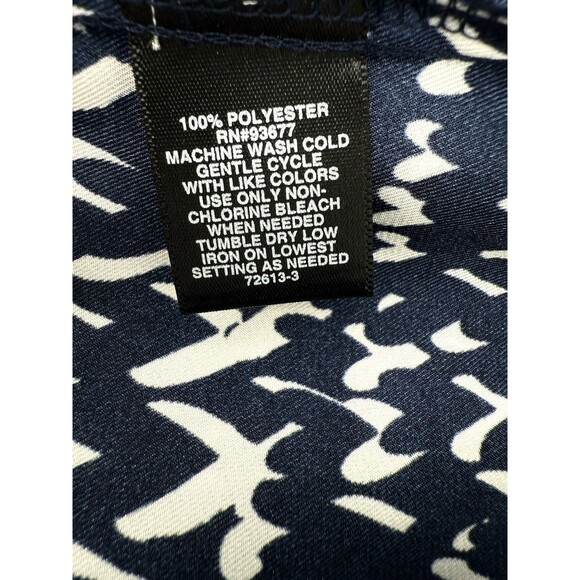 100% POLYESTER
RN#93677
MACHINE WASH COLD
GENTLE CYCLE
WITH LIKE COLORS
USE ONLY NON-
CHLORINE BLEACH
WHEN NEEDED
TUMBLE DRY LOW
IRON ON LOWEST
SETTING AS NEEDED
72613-3